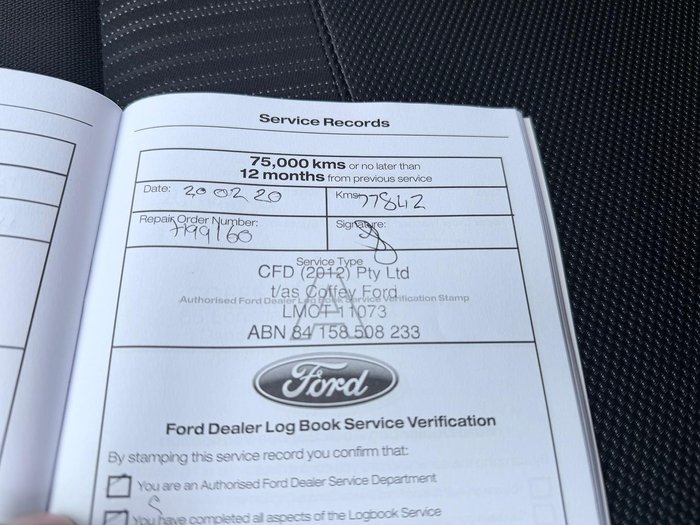 Service Records
75,000 kms or no later than
12 months from previous service
Date: 20 02 20
Kms: 77842
Repair Order Number:
7199160
Signature:
Service Type
CFD (2012) Pty Ltd
t/as Coffey Ford
Authorised Ford Dealer Log Book Service Verification Stamp
LMCT 11073
A
ABN 84 158 508 233
Ford
Ford Dealer Log Book Service Verification
By stamping this service record you confirm that:
You are an Authorised Ford Dealer Service Department
You have completed all aspects of the Logbook Service